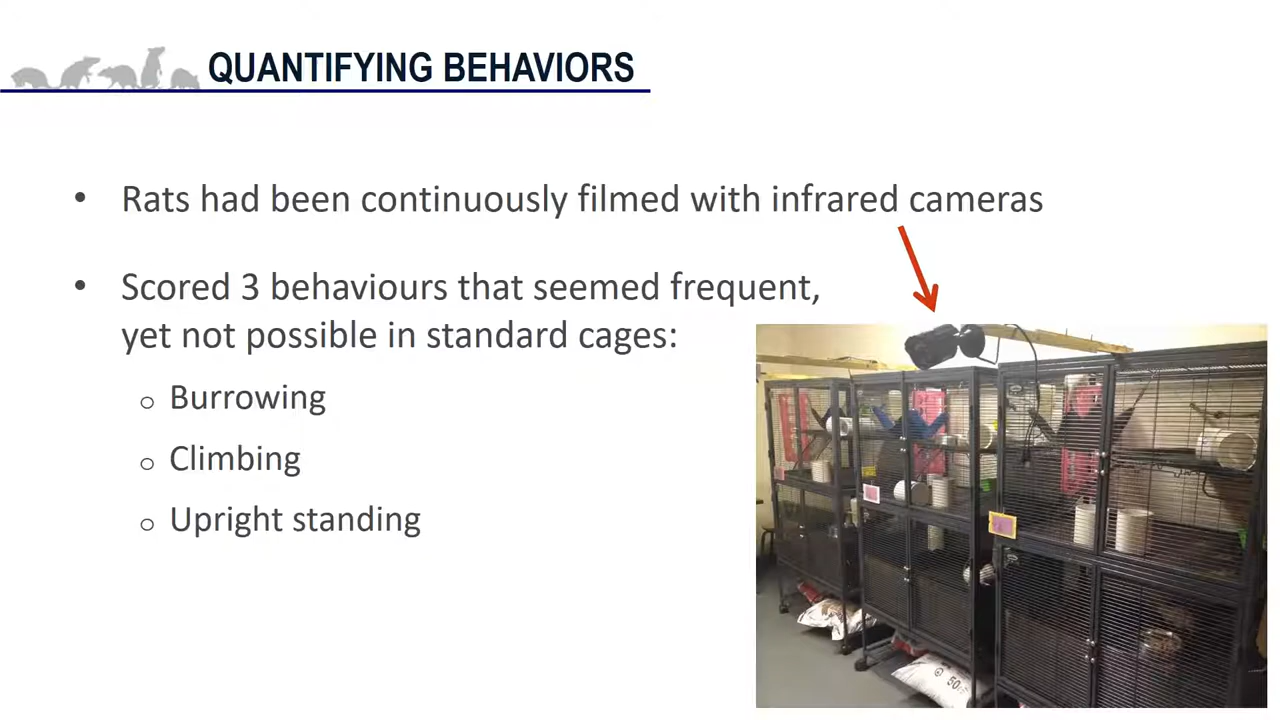 QUANTIFYING BEHAVIORS
• Rats had been continuously filmed with infrared cameras
• Scored 3 behaviours that seemed frequent,
yet not possible in standard cages:
o Burrowing
o Climbing
o Upright standing
@ 50